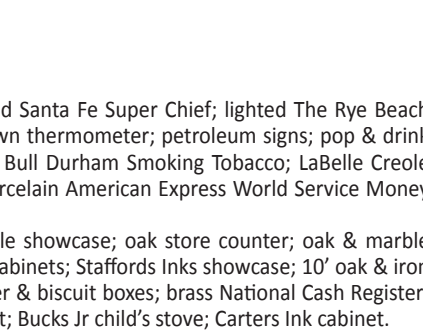 d Santa Fe Super Chief; lighted The Rye Beach
wn thermometer; petroleum signs; pop & drink
Bull Durham Smoking Tobacco; LaBelle Creole
rcelain American Express World Service Money
le showcase; oak store counter; oak & marble
abinets; Staffords Inks showcase; 10’ oak & iron
er & biscuit boxes; brass National Cash Register
t; Bucks Jr child’s stove; Carters Ink cabinet.